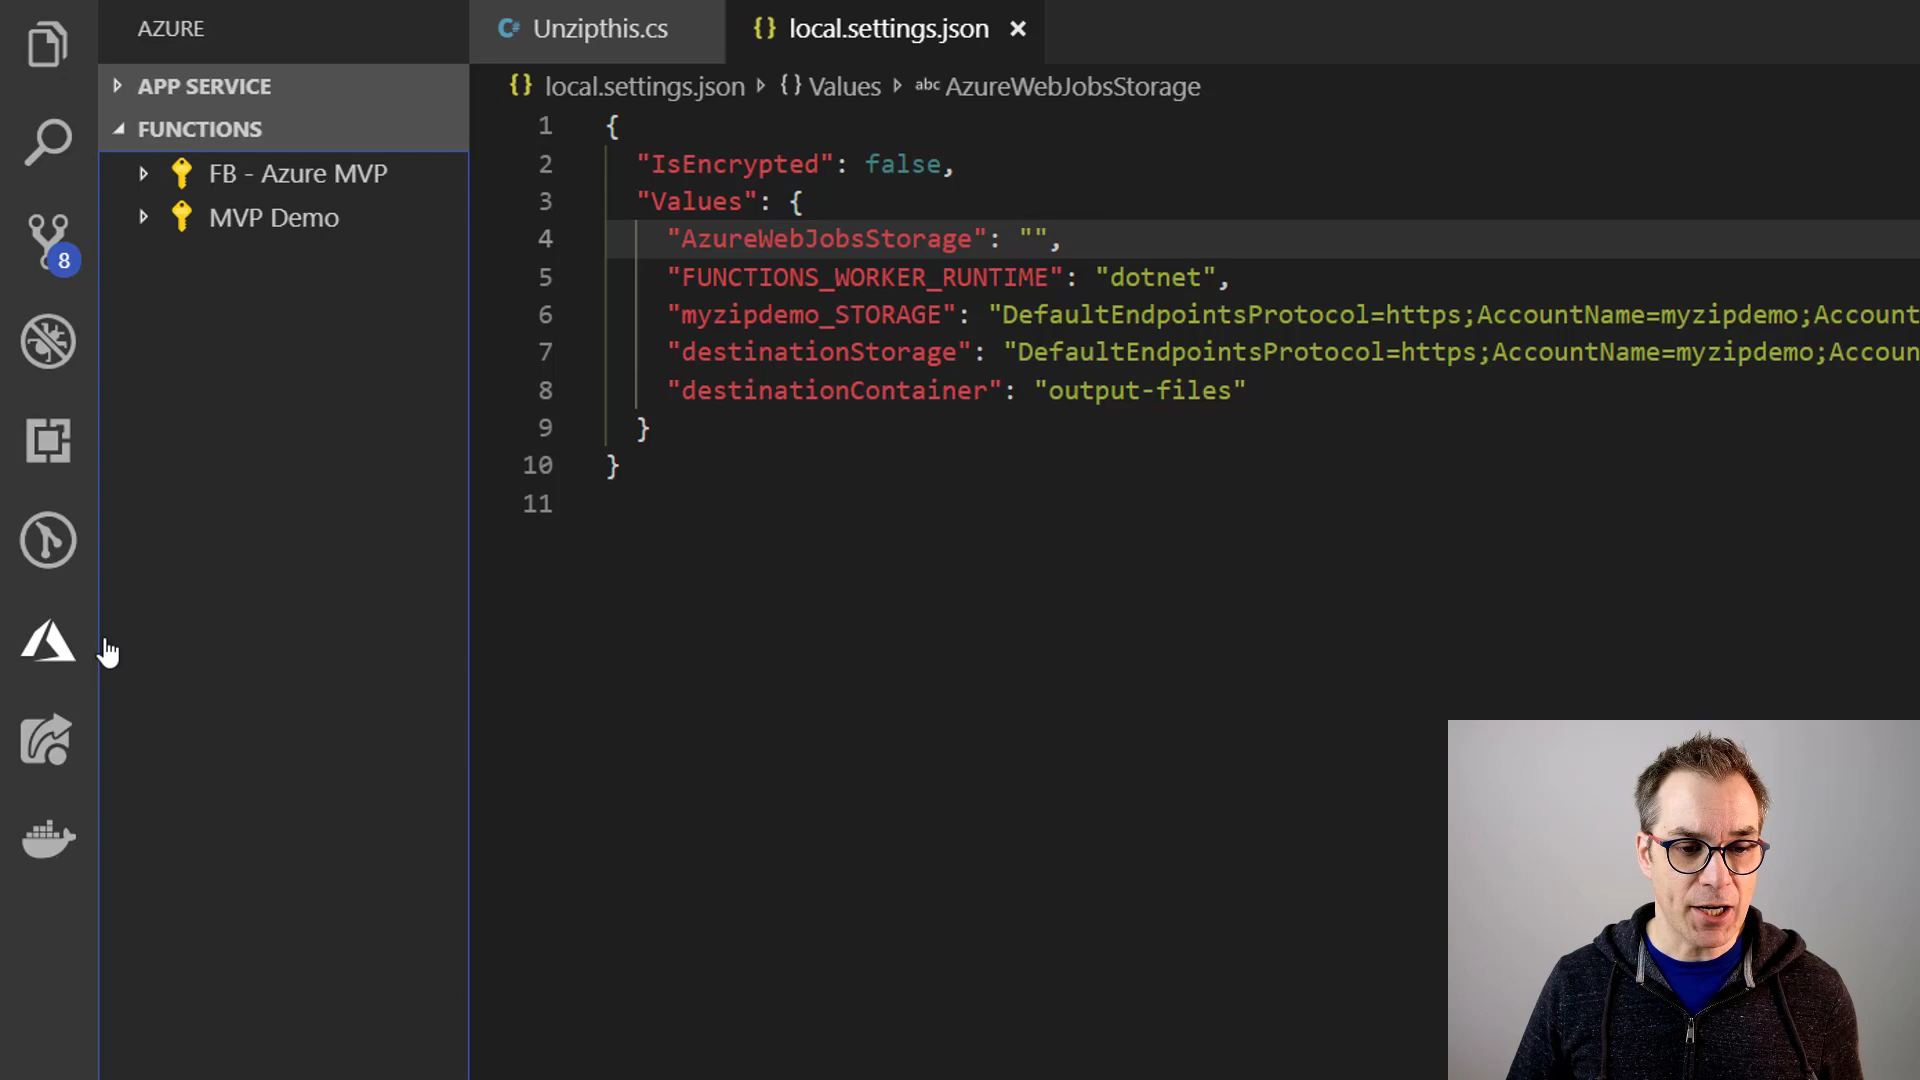 AZURE
APP SERVICE
FUNCTIONS
FB - Azure MVP
MVP Demo
8
Unzipthis.cs
{} local.settings.json
{} local.settings.json {} Values abc AzureWebJobsStorage
1 {
2 "IsEncrypted": false,
3 "Values": {
4 "AzureWebJobsStorage": "",
5 "FUNCTIONS_WORKER_RUNTIME": "dotnet",
6 "myzipdemo_STORAGE": "DefaultEndpointsProtocol=https;AccountName=myzipdemo;Account
7 "destinationStorage": "DefaultEndpointsProtocol=https;AccountName=myzipdemo;Accoun
8 "destinationContainer": "output-files"
9 }
10 }
11